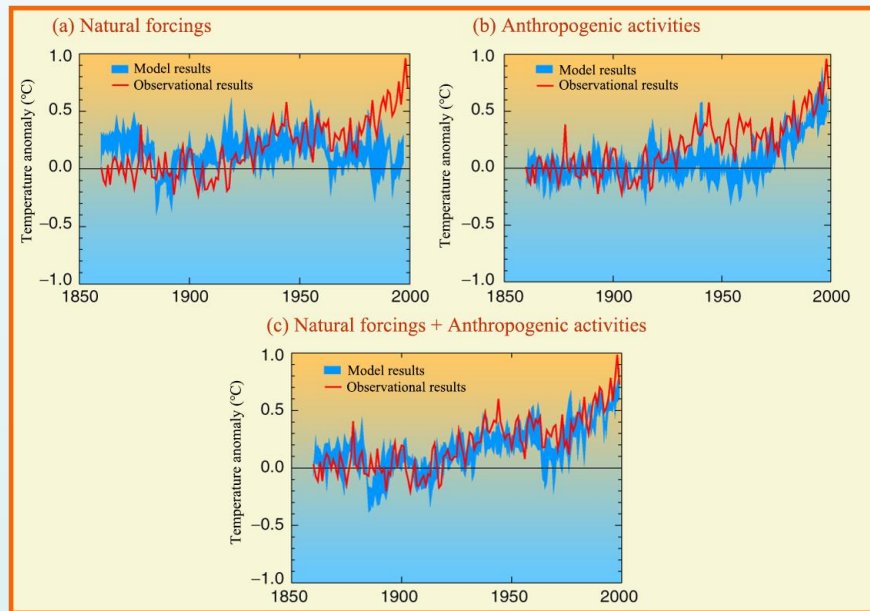 (a) Natural forcings
(b) Anthropogenic activities
Temperature anomaly (°C)
1.0
0.5
0.0
−0.5
−1.0
Model results
Observational results
1850
1900
1950
2000
Temperature anomaly (°C)
1.0
0.5
0.0
−0.5
−1.0
Model results
Observational results
1850
1900
1950
2000
(c) Natural forcings + Anthropogenic activities
Temperature anomaly (°C)
1.0
0.5
0.0
−0.5
−1.0
Model results
Observational results
1850
1900
1950
2000